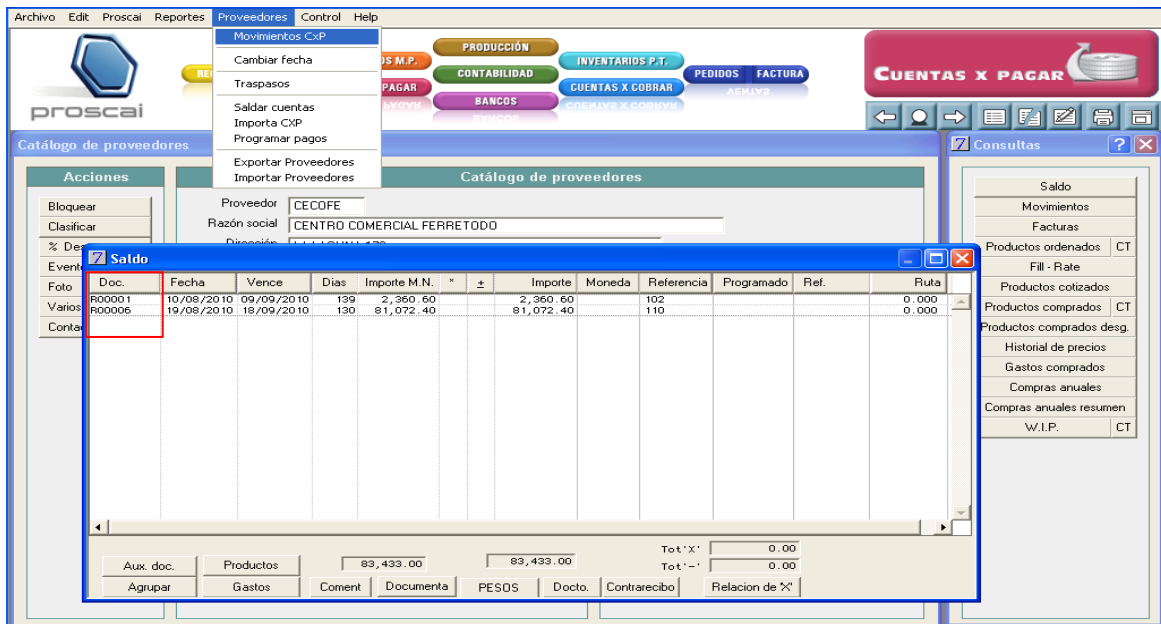 Archivo Edit Proscai Reportes Proveedores Control Help
Movimientos CxP
Cambiar fecha
Traspasos
Saldar cuentas
Importa CXP
Programar pagos
Exportar Proveedores
Importar Proveedores
proscai
OS M.P.
PAGAR
PRODUCCIÓN
CONTABILIDAD
BANCOS
INVENTARIOS P.T.
CUENTAS X COBRAR
PEDIDOS FACTURA
CUENTAS X PAGAR
Catálogo de proveedores
Acciones
Bloquear
Clasificar
Foto
Varios
Catálogo de proveedores
Proveedor CECOFE
Razón social CENTRO COMERCIAL FERRETODO
Saldo
Doc. Fecha Vence Dias Importe M.N. * ± Importe Moneda Referencia Programado Ref. Ruta
R00001 10/08/2010 09/09/2010 139 2,360.60 2,360.60 102 0.000
R00006 19/08/2010 18/09/2010 130 81,072.40 81,072.40 110 0.000
83,433.00 83,433.00
Tot'X' 0.00
Tot'-' 0.00
Aux. doc. Productos
Agrupar Gastos Coment Documenta PESOS Docto. Contrarecibo Relacion de 'X'
Consultas
Saldo
Movimientos
Facturas
Productos ordenados CT
Fill - Rate
Productos cotizados
Productos comprados CT
Productos comprados desg.
Historial de precios
Gastos comprados
Compras anuales
Compras anuales resumen
W.I.P. CT